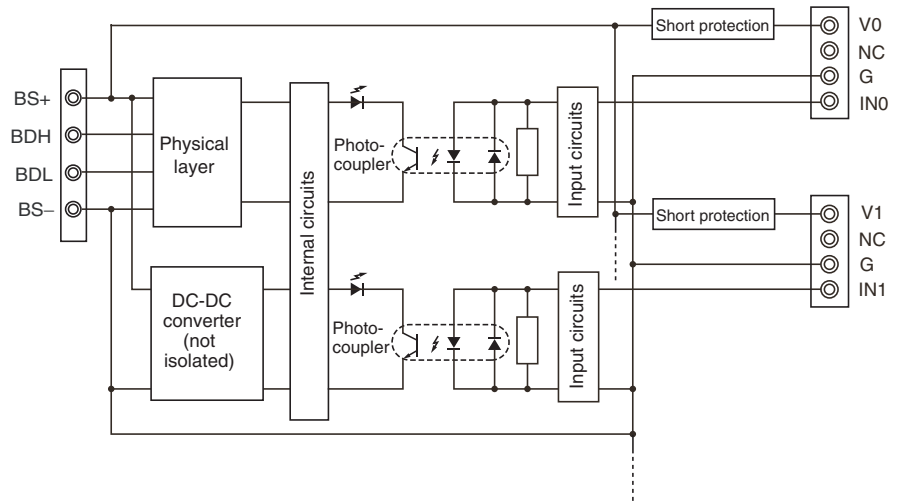 Short protection
V0
NC
G
IN0
BS+
BDH
BDL
BS–
Physical
layer
Internal circuits
Photo-
coupler
Input circuits
Short protection
V1
NC
G
IN1
DC-DC
converter
(not
isolated)
Photo-
coupler
Input circuits